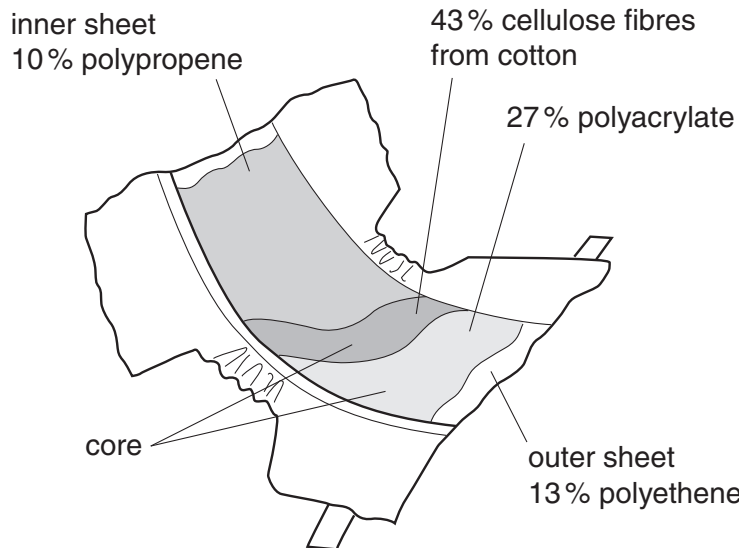 inner sheet
10% polypropene
43% cellulose fibres
from cotton
27% polyacrylate
core
outer sheet
13% polyethene